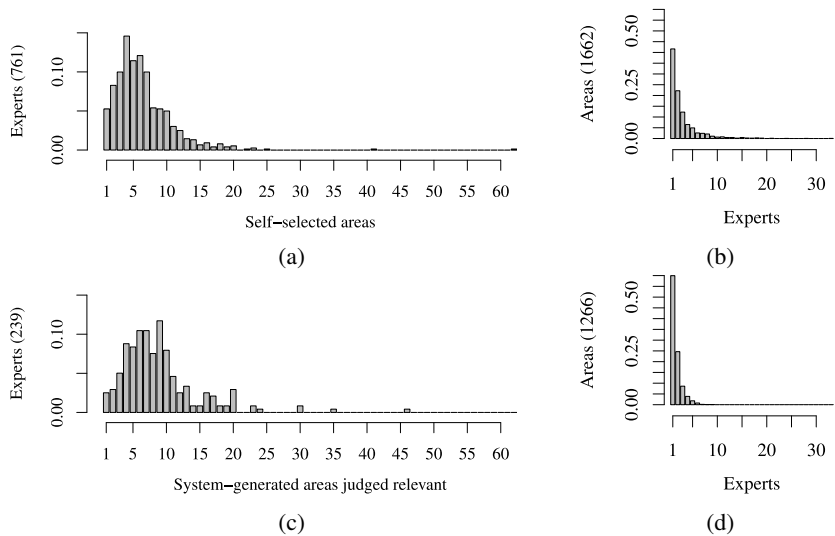 Experts (761)
0.10
0.00
1 5 10 15 20 25 30 35 40 45 50 55 60
Self−selected areas
(a)
Areas (1662)
0.50
0.25
0.00
1 10 20 30
Experts
(b)
Experts (239)
0.10
0.00
1 5 10 15 20 25 30 35 40 45 50 55 60
System−generated areas judged relevant
(c)
Areas (1266)
0.50
0.25
0.00
1 10 20 30
Experts
(d)